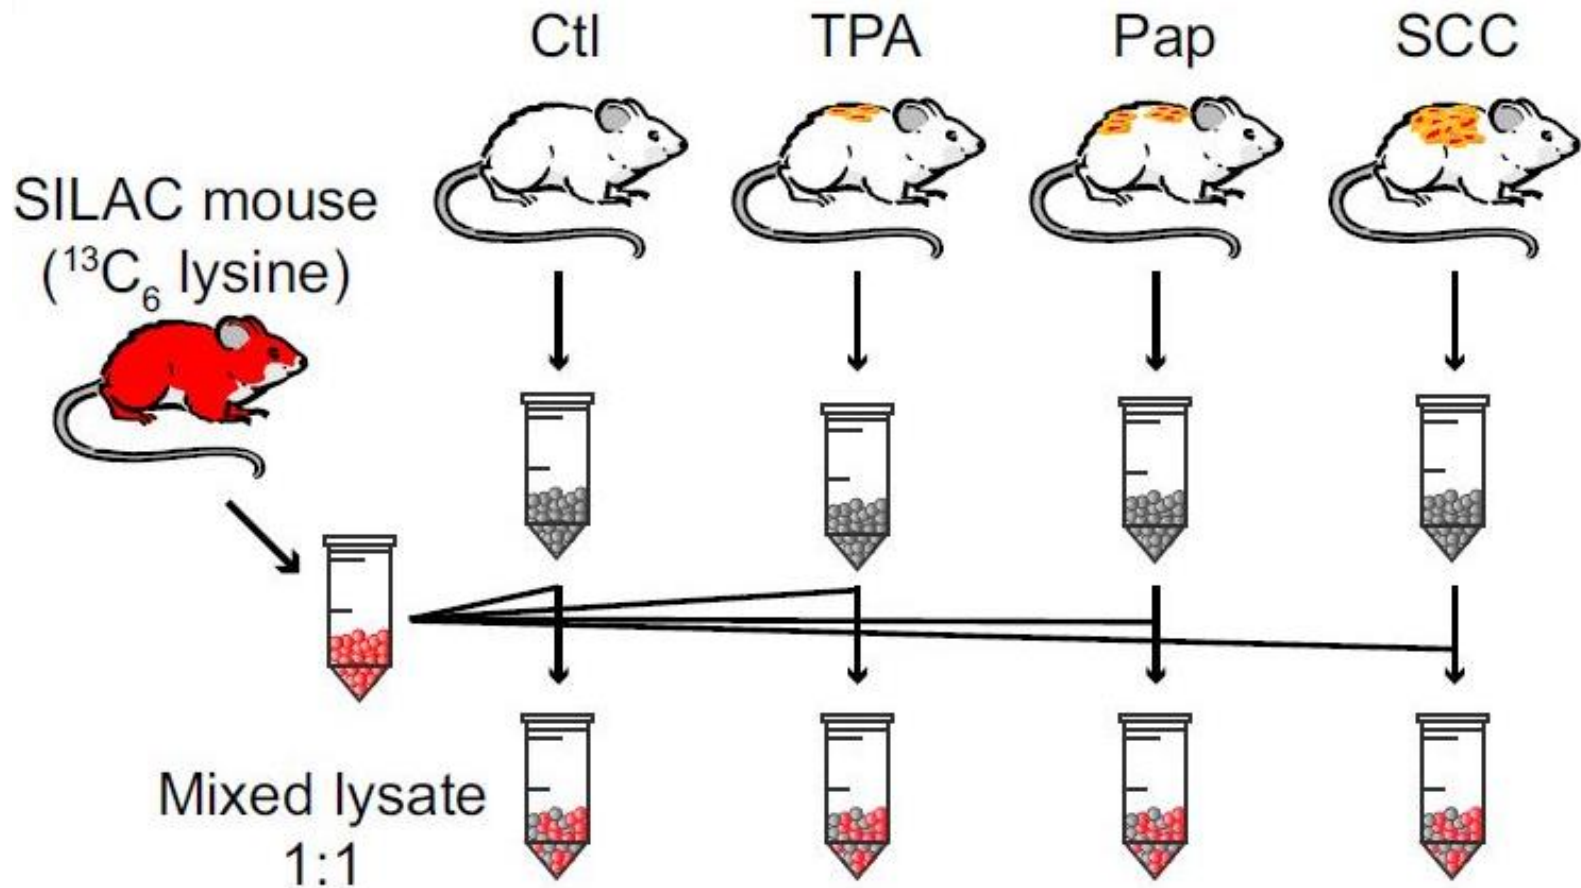 Ctl TPA Pap SCC
SILAC mouse
(¹³C₆ lysine)
Mixed lysate
1:1